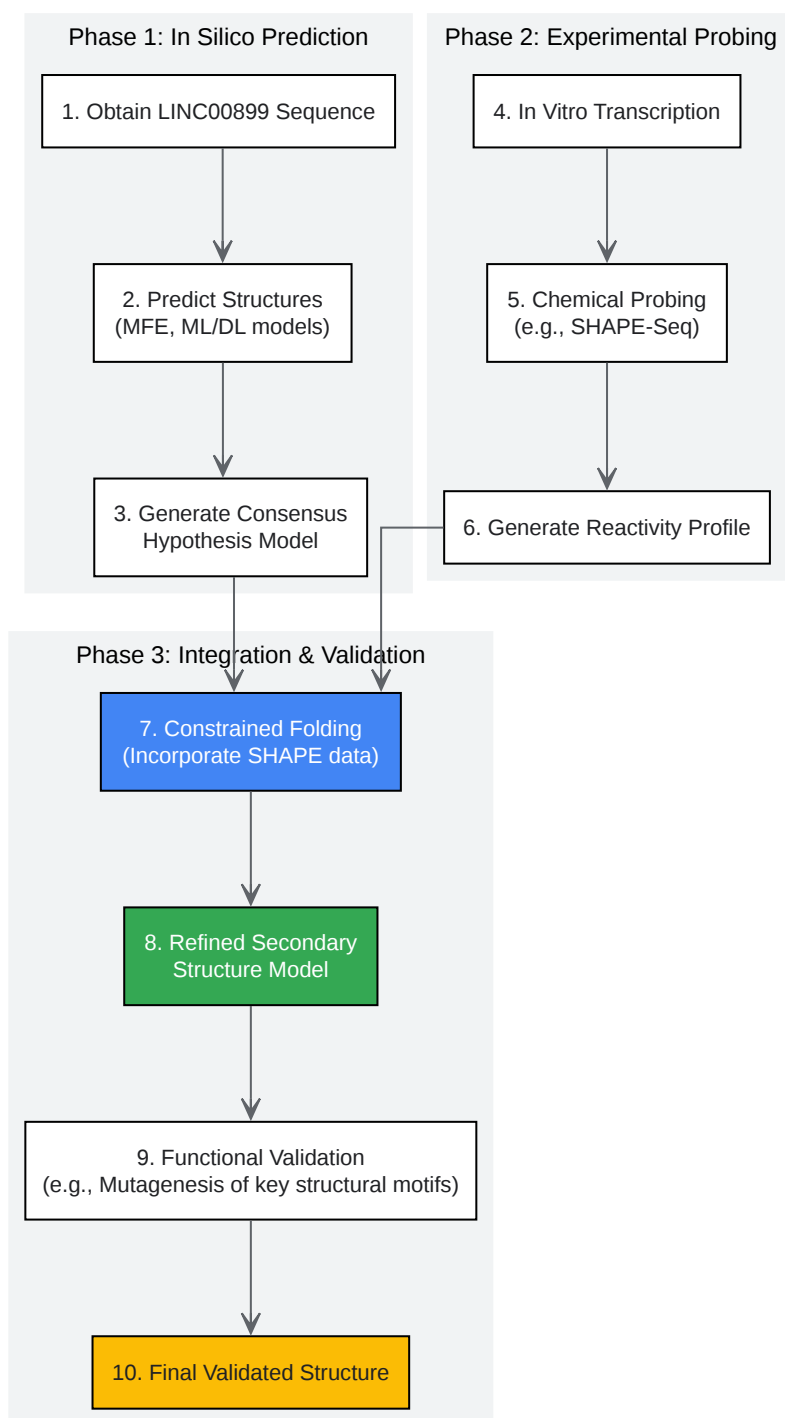 Phase 1: In Silico Prediction
1. Obtain LINC00899 Sequence
2. Predict Structures
(MFE, ML/DL models)
3. Generate Consensus
Hypothesis Model
Phase 2: Experimental Probing
4. In Vitro Transcription
5. Chemical Probing
(e.g., SHAPE-Seq)
6. Generate Reactivity Profile
Phase 3: Integration & Validation
7. Constrained Folding
(Incorporate SHAPE data)
8. Refined Secondary
Structure Model
9. Functional Validation
(e.g., Mutagenesis of key structural motifs)
10. Final Validated Structure